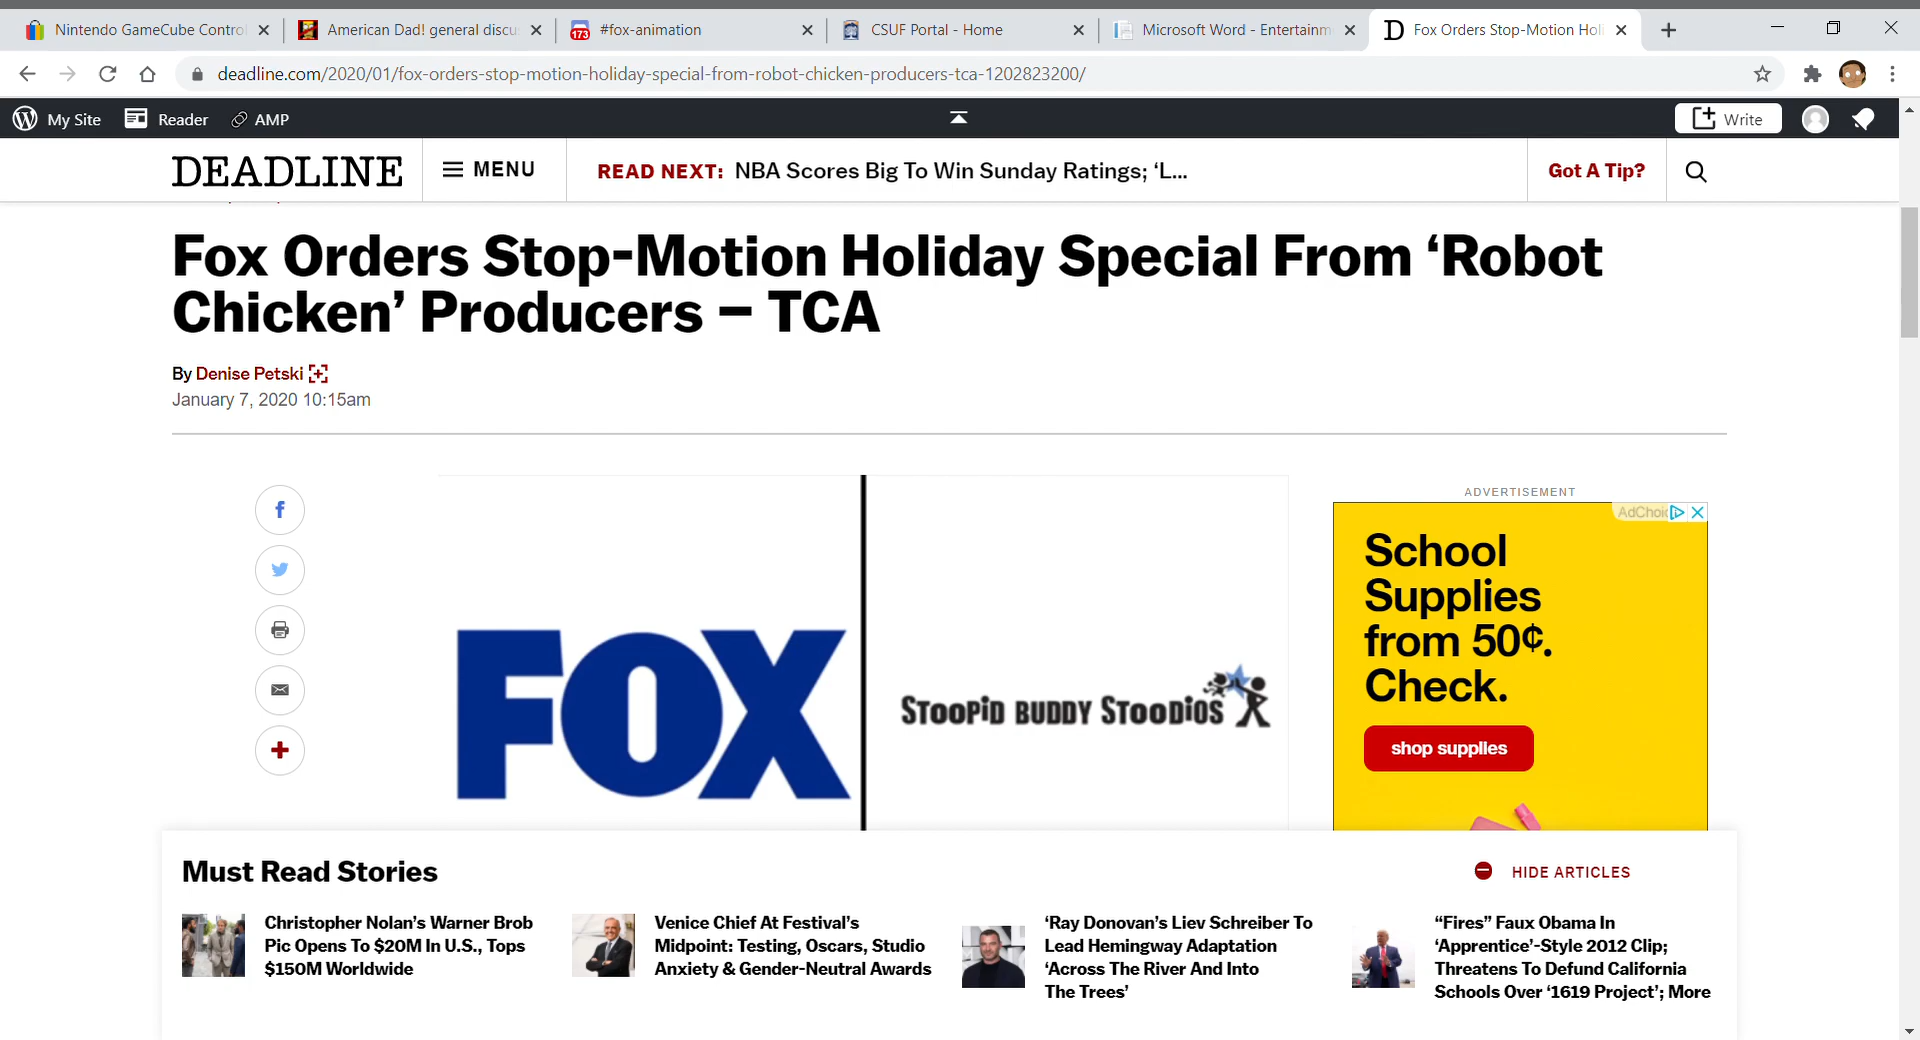 Nintendo GameCube Contro
American Dad! general discu
173
#fox-animation
CSUF Portal - Home
Microsoft Word - Entertainm
D
Fox Orders Stop-Motion Holi
deadline.com/2020/01/fox-orders-stop-motion-holiday-special-from-robot-chicken-producers-tca-1202823200/
My Site
Reader
AMP
Write
DEADLINE
MENU
READ NEXT: NBA Scores Big To Win Sunday Ratings; ‘L...
Got A Tip?
Fox Orders Stop-Motion Holiday Special From ‘Robot
Chicken’ Producers – TCA
By Denise Petski
January 7, 2020 10:15am
FOX
STOOPID BUDDY STOODIOS
ADVERTISEMENT
AdChoi
School
Supplies
from 50¢.
Check.
shop supplies
Must Read Stories
HIDE ARTICLES
Christopher Nolan’s Warner Brob
Pic Opens To $20M In U.S., Tops
$150M Worldwide
Venice Chief At Festival’s
Midpoint: Testing, Oscars, Studio
Anxiety & Gender-Neutral Awards
‘Ray Donovan’s Liev Schreiber To
Lead Hemingway Adaptation
‘Across The River And Into
The Trees’
“Fires” Faux Obama In
‘Apprentice’-Style 2012 Clip;
Threatens To Defund California
Schools Over ‘1619 Project’; More